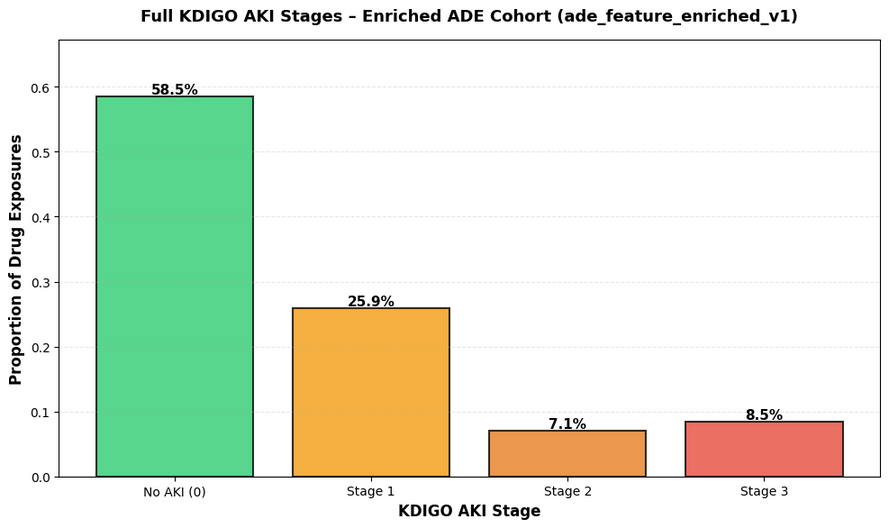 Full KDIGO AKI Stages – Enriched ADE Cohort (ade_feature_enriched_v1)
Proportion of Drug Exposures
0.6
0.5
0.4
0.3
0.2
0.1
0.0
58.5%
25.9%
7.1%
8.5%
No AKI (0)
Stage 1
Stage 2
Stage 3
KDIGO AKI Stage